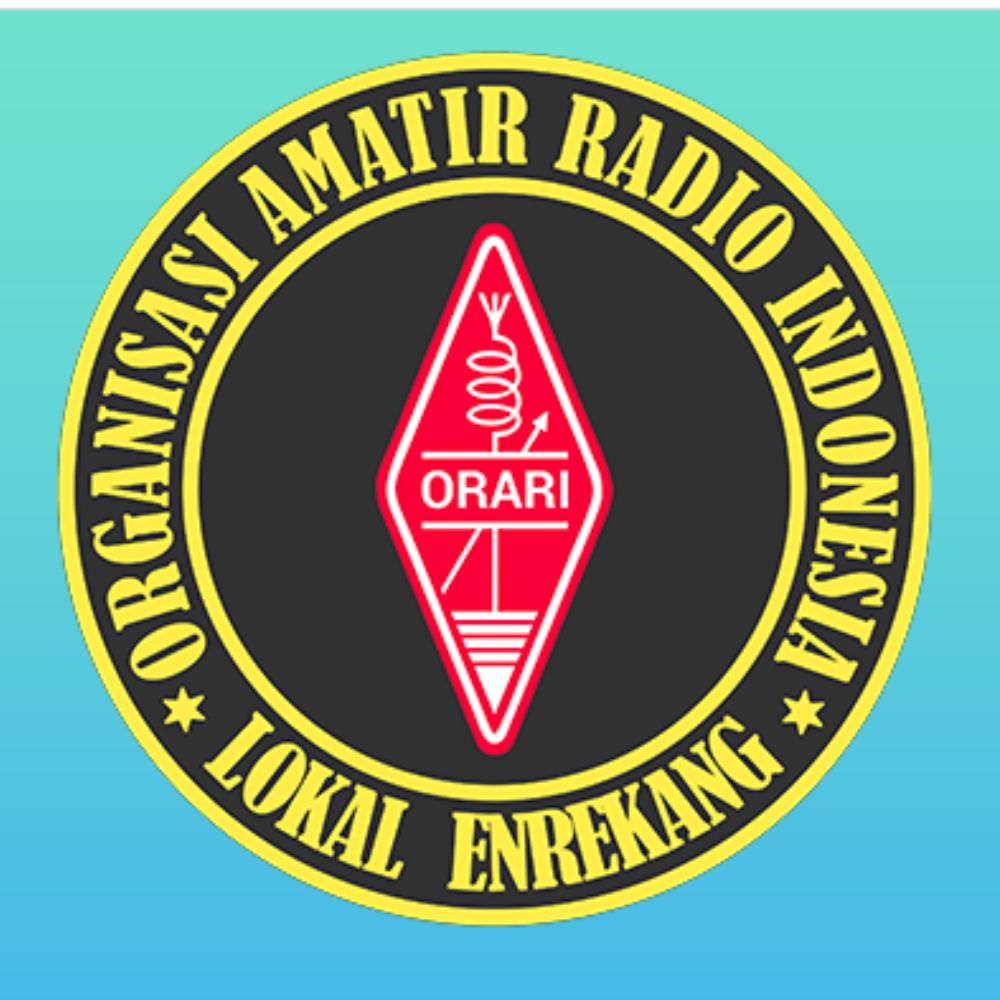 ORGANISASI AMATIR RADIO INDONESIA
ORARI
LOKAL ENREKANG